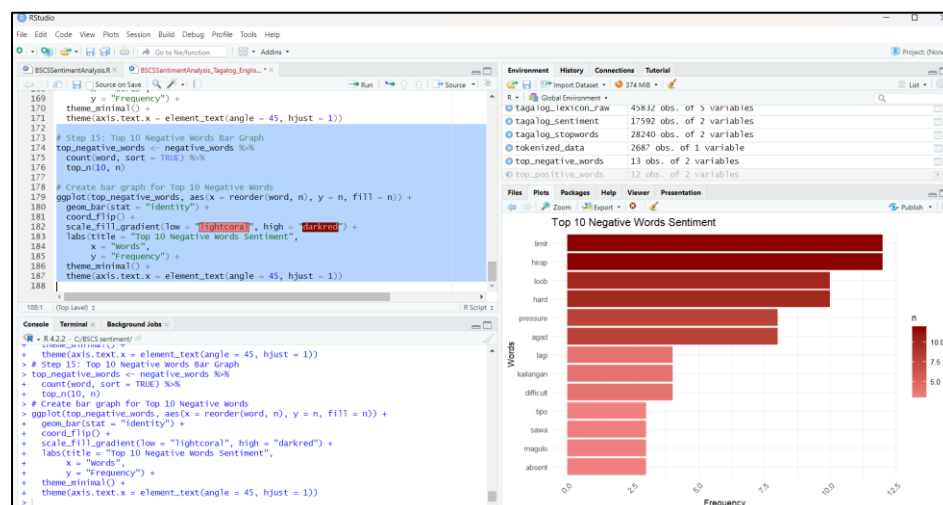 RStudio
File Edit Code View Plots Session Build Debug Profile Tools Help
Go to file/function Addins Project: (None
BSCSSentimentAnalysis.R BSCSSentimentAnalysis_Tagalog_Englis...*
Source on Save Run Source
169 y = "Frequency") +
170 theme_minimal() +
171 theme(axis.text.x = element_text(angle = 45, hjust = 1))
172
173 # Step 15: Top 10 Negative Words Bar Graph
174 top_negative_words <- negative_words %>%
175 count(word, sort = TRUE) %>%
176 top_n(10, n)
177
178 # Create bar graph for Top 10 Negative Words
179 ggplot(top_negative_words, aes(x = reorder(word, n), y = n, fill = n)) +
180 geom_bar(stat = "identity") +
181 coord_flip() +
182 scale_fill_gradient(low = "lightcoral", high = "darkred") +
183 labs(title = "Top 10 Negative Words Sentiment",
184 x = "Words",
185 y = "Frequency") +
186 theme_minimal() +
187 theme(axis.text.x = element_text(angle = 45, hjust = 1))
188
188:1 (Top Level) R Script
Console Terminal Background Jobs
R 4.2.2 · C:/BSCS sentiment/
+ theme_minimal() +
+ theme(axis.text.x = element_text(angle = 45, hjust = 1))
> # Step 15: Top 10 Negative Words Bar Graph
> top_negative_words <- negative_words %>%
+ count(word, sort = TRUE) %>%
+ top_n(10, n)
> # Create bar graph for Top 10 Negative Words
> ggplot(top_negative_words, aes(x = reorder(word, n), y = n, fill = n)) +
+ geom_bar(stat = "identity") +
+ coord_flip() +
+ scale_fill_gradient(low = "lightcoral", high = "darkred") +
+ labs(title = "Top 10 Negative Words Sentiment",
+ x = "Words",
+ y = "Frequency") +
+ theme_minimal() +
+ theme(axis.text.x = element_text(angle = 45, hjust = 1))
>
Environment History Connections Tutorial
Import Dataset 374 MiB List
R Global Environment
tagalog_lexicon_raw 45832 obs. of 5 variables
tagalog_sentiment 17592 obs. of 2 variables
tagalog_stopwords 28240 obs. of 2 variables
tokenized_data 2687 obs. of 1 variable
top_negative_words 13 obs. of 2 variables
top_positive_words 12 obs. of 2 variables
Files Plots Packages Help Viewer Presentation
Zoom Export Publish
Top 10 Negative Words Sentiment
Words
limit
hirap
loob
hard
pressure
agad
lagi
kailangan
difficult
tipo
sawa
magulo
absent
0.0 2.5 5.0 7.5 10.0 12.5
Frequency
n
10.0
7.5
5.0